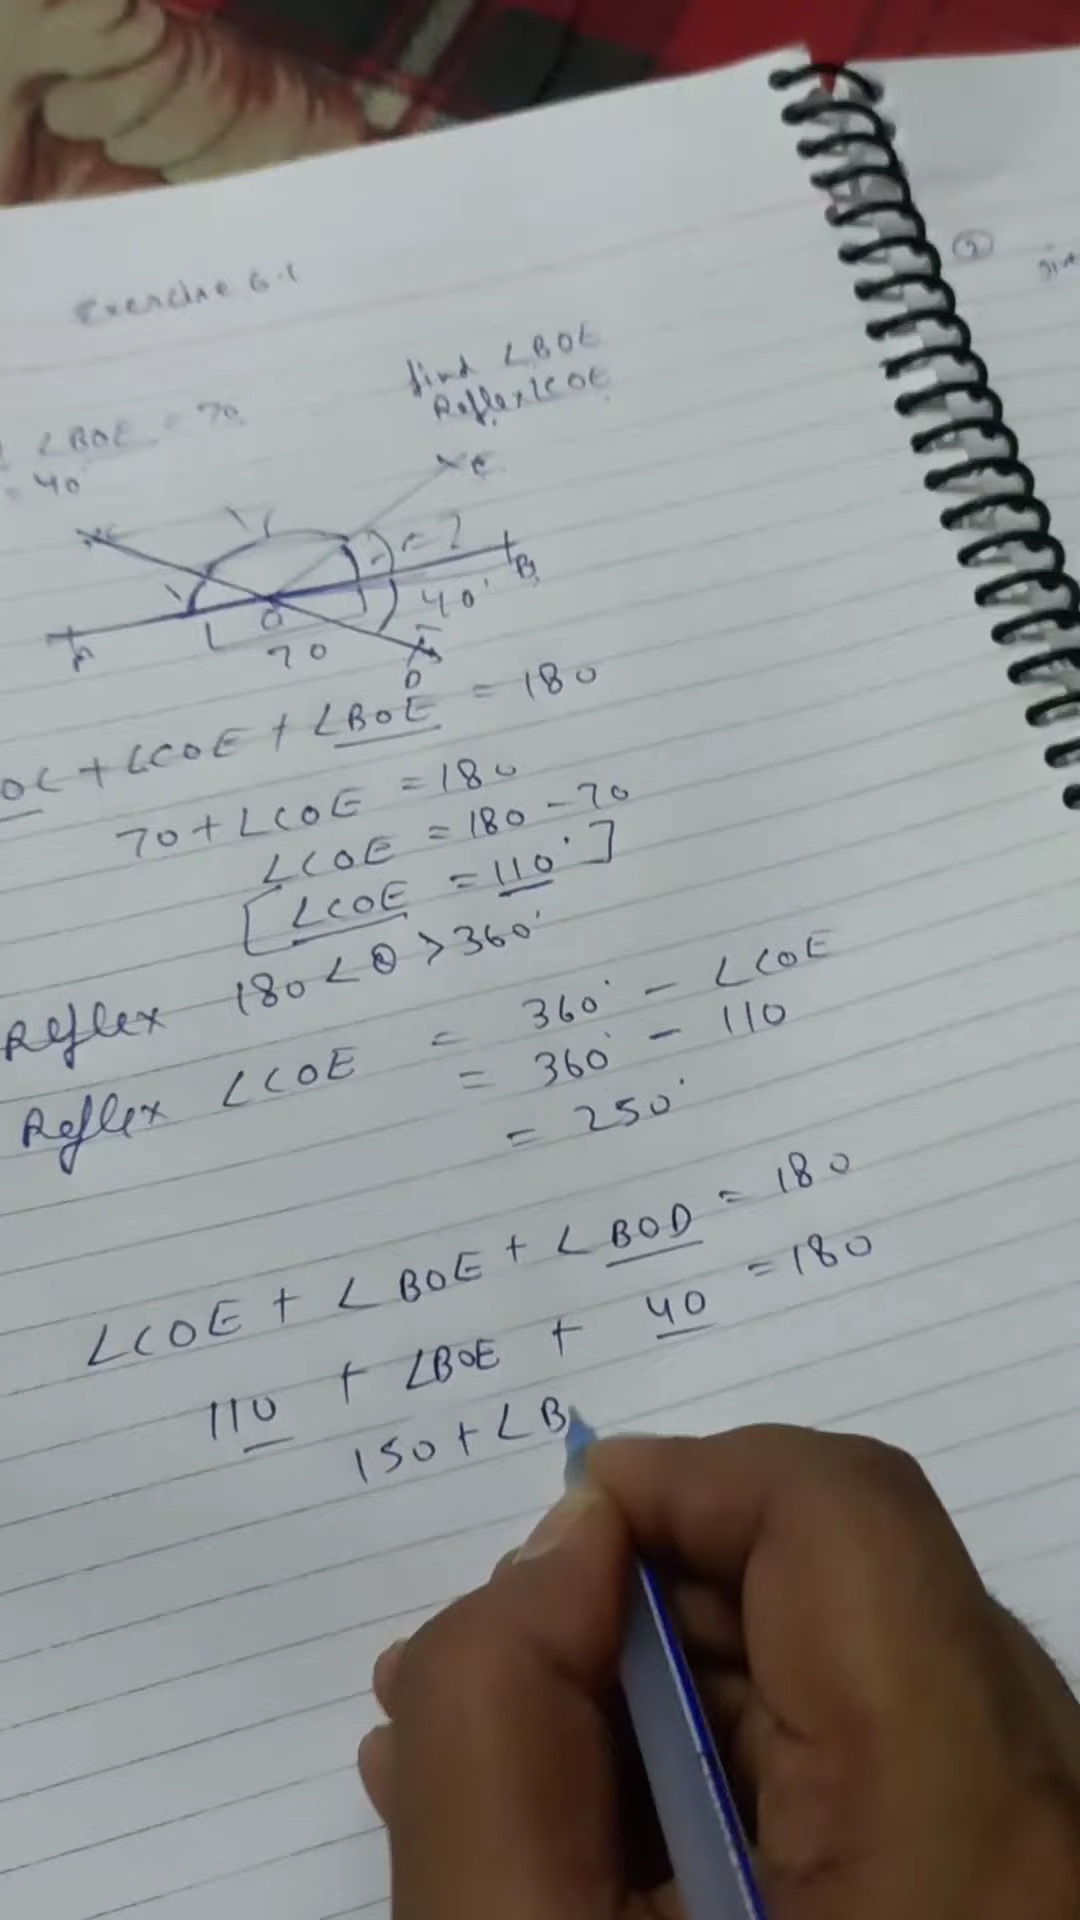 Exercise 6.1
2
find ∠BOE
Reflex ∠COE
∠BOE = 70
= 40°
E
= ?
B
40°
O
70
D
OC + ∠COE + ∠BOE = 180
70 + ∠COE = 180
∠COE = 180 - 70
[∠COE = 110°]
Reflex 180 < θ > 360°
Reflex ∠COE = 360° - ∠COE
= 360° - 110
= 250°
∠COE + ∠BOE + ∠BOD = 180
110 + ∠BOE + 40 = 180
150 + ∠B